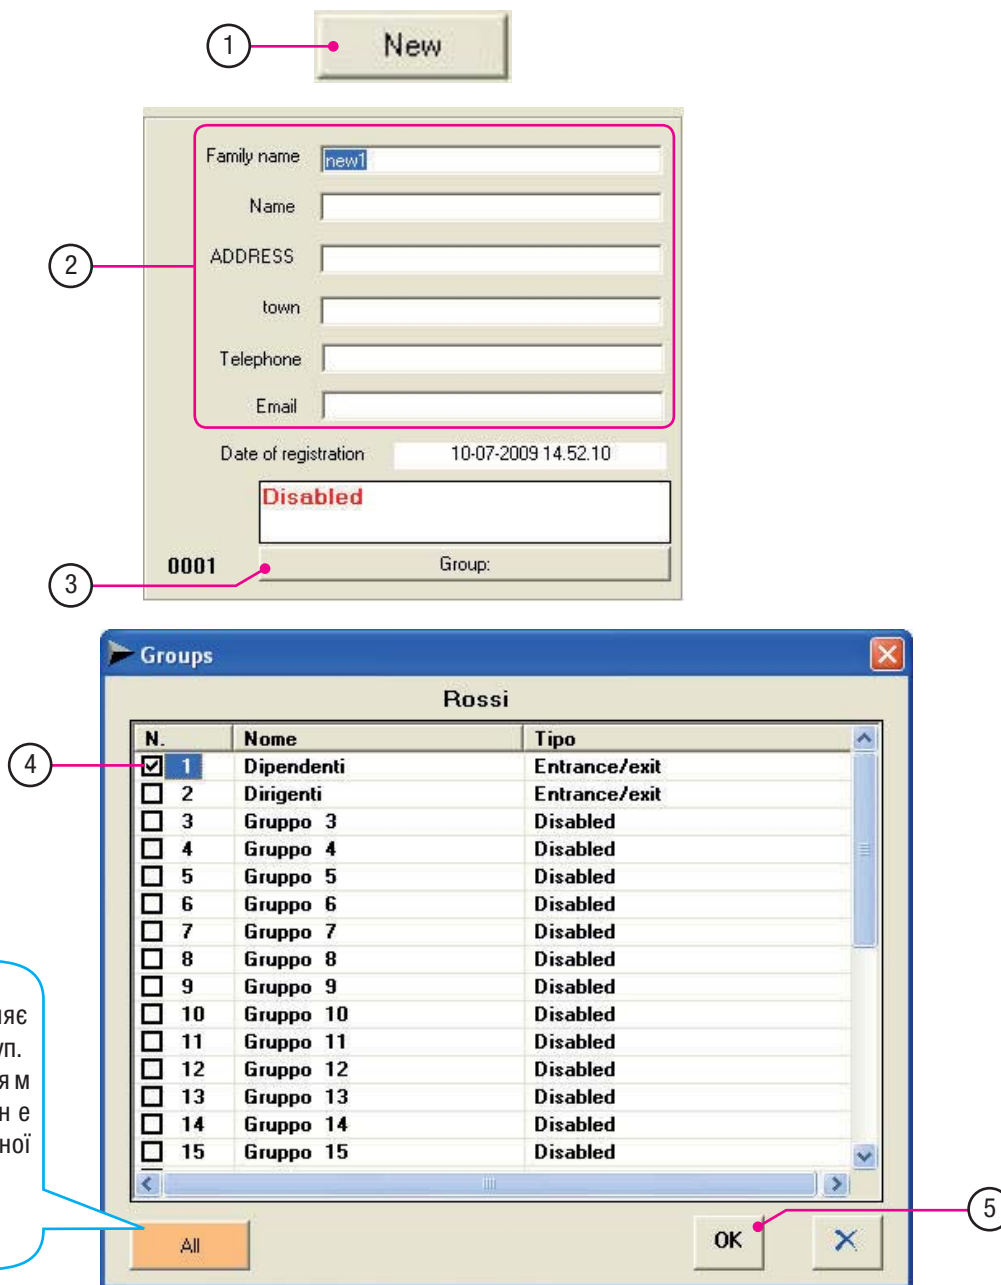 1 New
Family name new1
Name
2 ADDRESS
town
Telephone
Email
Date of registration 10-07-2009 14.52.10
Disabled
3 0001 Group:
Groups
Rossi
N. Nome Tipo
4 1 Dipendenti Entrance/exit
2 Dirigenti Entrance/exit
3 Gruppo 3 Disabled
4 Gruppo 4 Disabled
5 Gruppo 5 Disabled
6 Gruppo 6 Disabled
7 Gruppo 7 Disabled
8 Gruppo 8 Disabled
9 Gruppo 9 Disabled
10 Gruppo 10 Disabled
11 Gruppo 11 Disabled
12 Gruppo 12 Disabled
13 Gruppo 13 Disabled
14 Gruppo 14 Disabled
15 Gruppo 15 Disabled
яє
уп.
я м
н е
ної
All OK 5